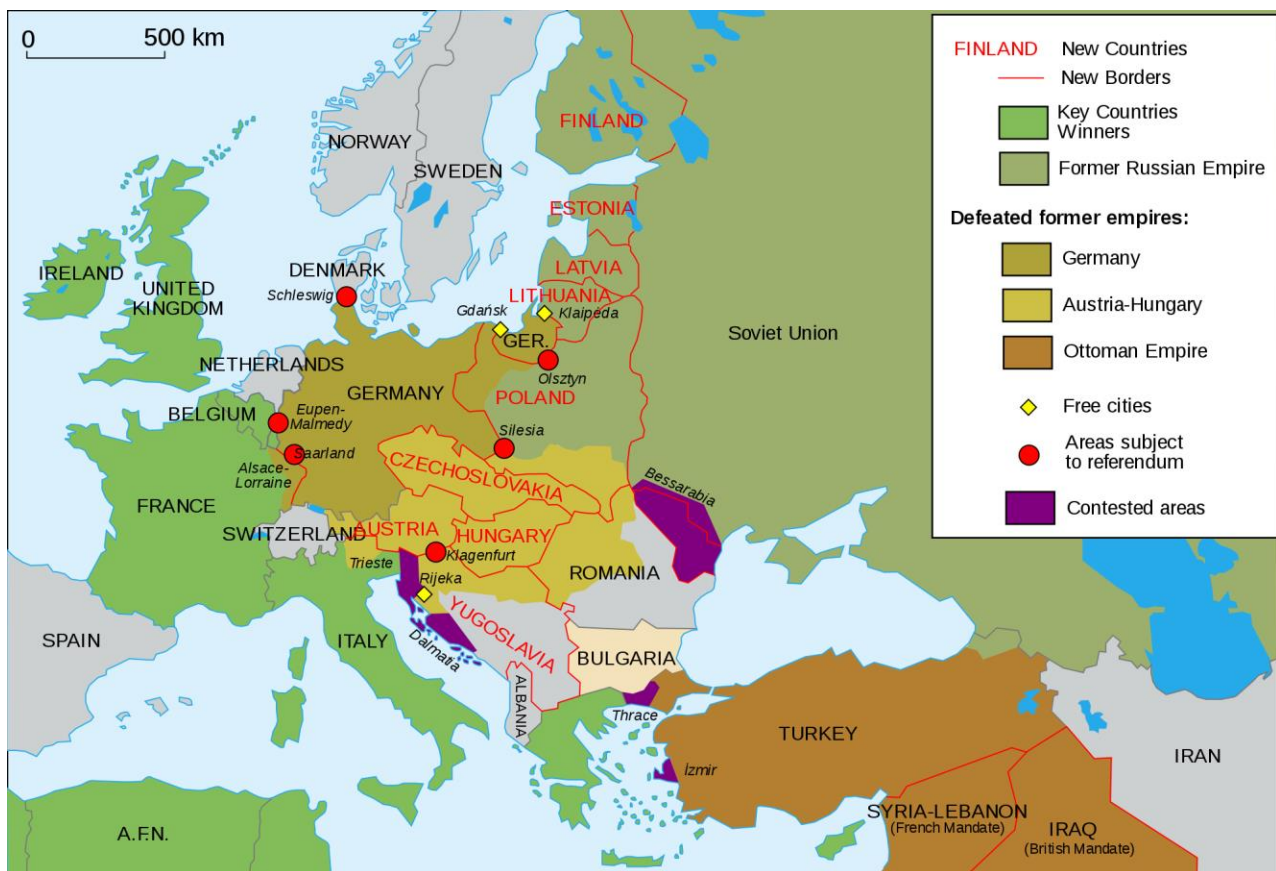 0 500 km
NORWAY
SWEDEN
FINLAND
ESTONIA
LATVIA
LITHUANIA
Klaipėda
IRELAND
UNITED
KINGDOM
DENMARK
Schleswig
Gdańsk
GER.
Olsztyn
Soviet Union
NETHERLANDS
GERMANY
POLAND
BELGIUM
Eupen-
Malmedy
Silesia
Saarland
Alsace-
Lorraine
CZECHOSLOVAKIA
Bessarabia
FRANCE
SWITZERLAND
AUSTRIA
HUNGARY
Klagenfurt
Trieste
Rijeka
ROMANIA
SPAIN
ITALY
YUGOSLAVIA
Dalmatia
BULGARIA
ALBANIA
Thrace
TURKEY
İzmir
IRAN
SYRIA-LEBANON
(French Mandate)
IRAQ
(British Mandate)
A.F.N.
FINLAND New Countries
New Borders
Key Countries
Winners
Former Russian Empire
Defeated former empires:
Germany
Austria-Hungary
Ottoman Empire
Free cities
Areas subject
to referendum
Contested areas